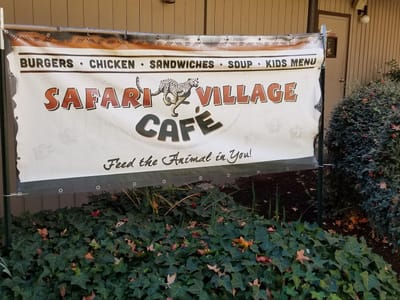 BURGERS · CHICKEN · SANDWICHES · SOUP · KIDS MENU
SAFARI VILLAGE
CAFÉ
Feed the Animal in You!